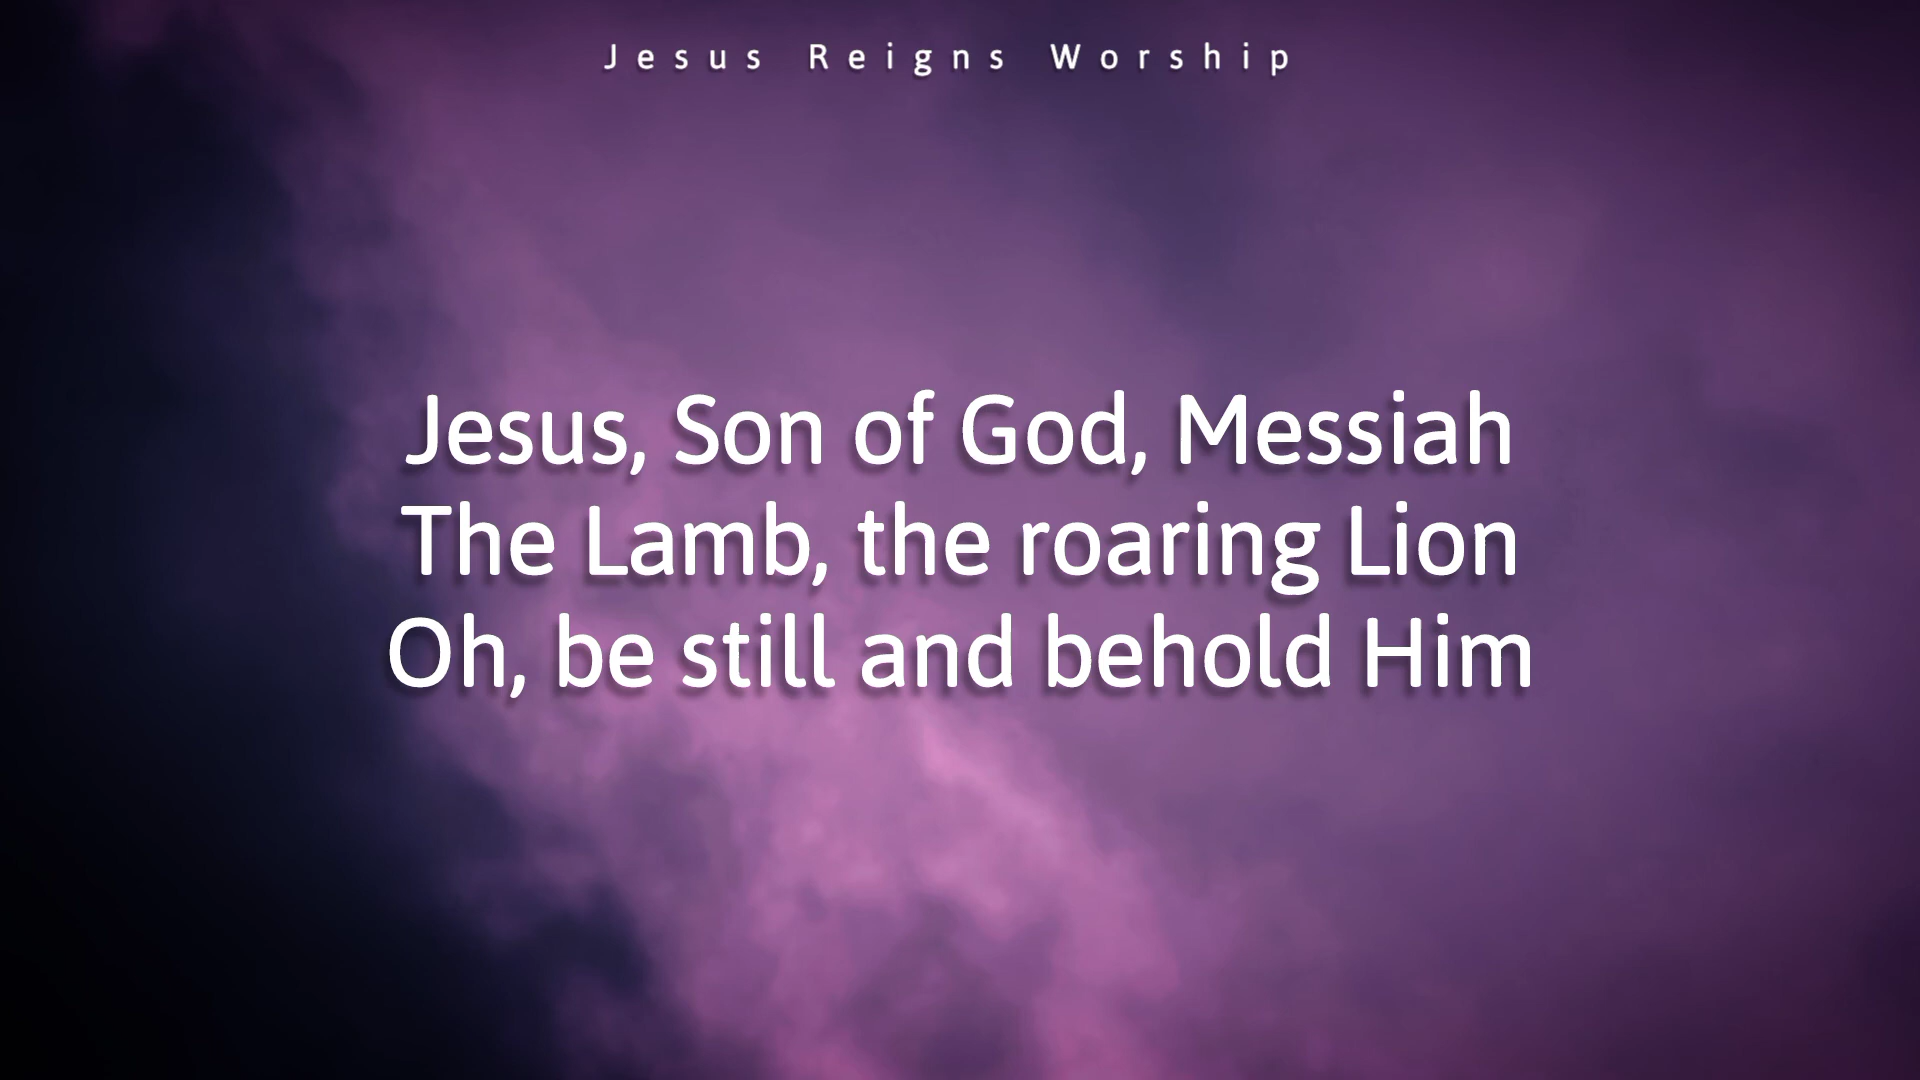 Jesus Reigns Worship
Jesus, Son of God, Messiah
The Lamb, the roaring Lion
Oh, be still and behold Him